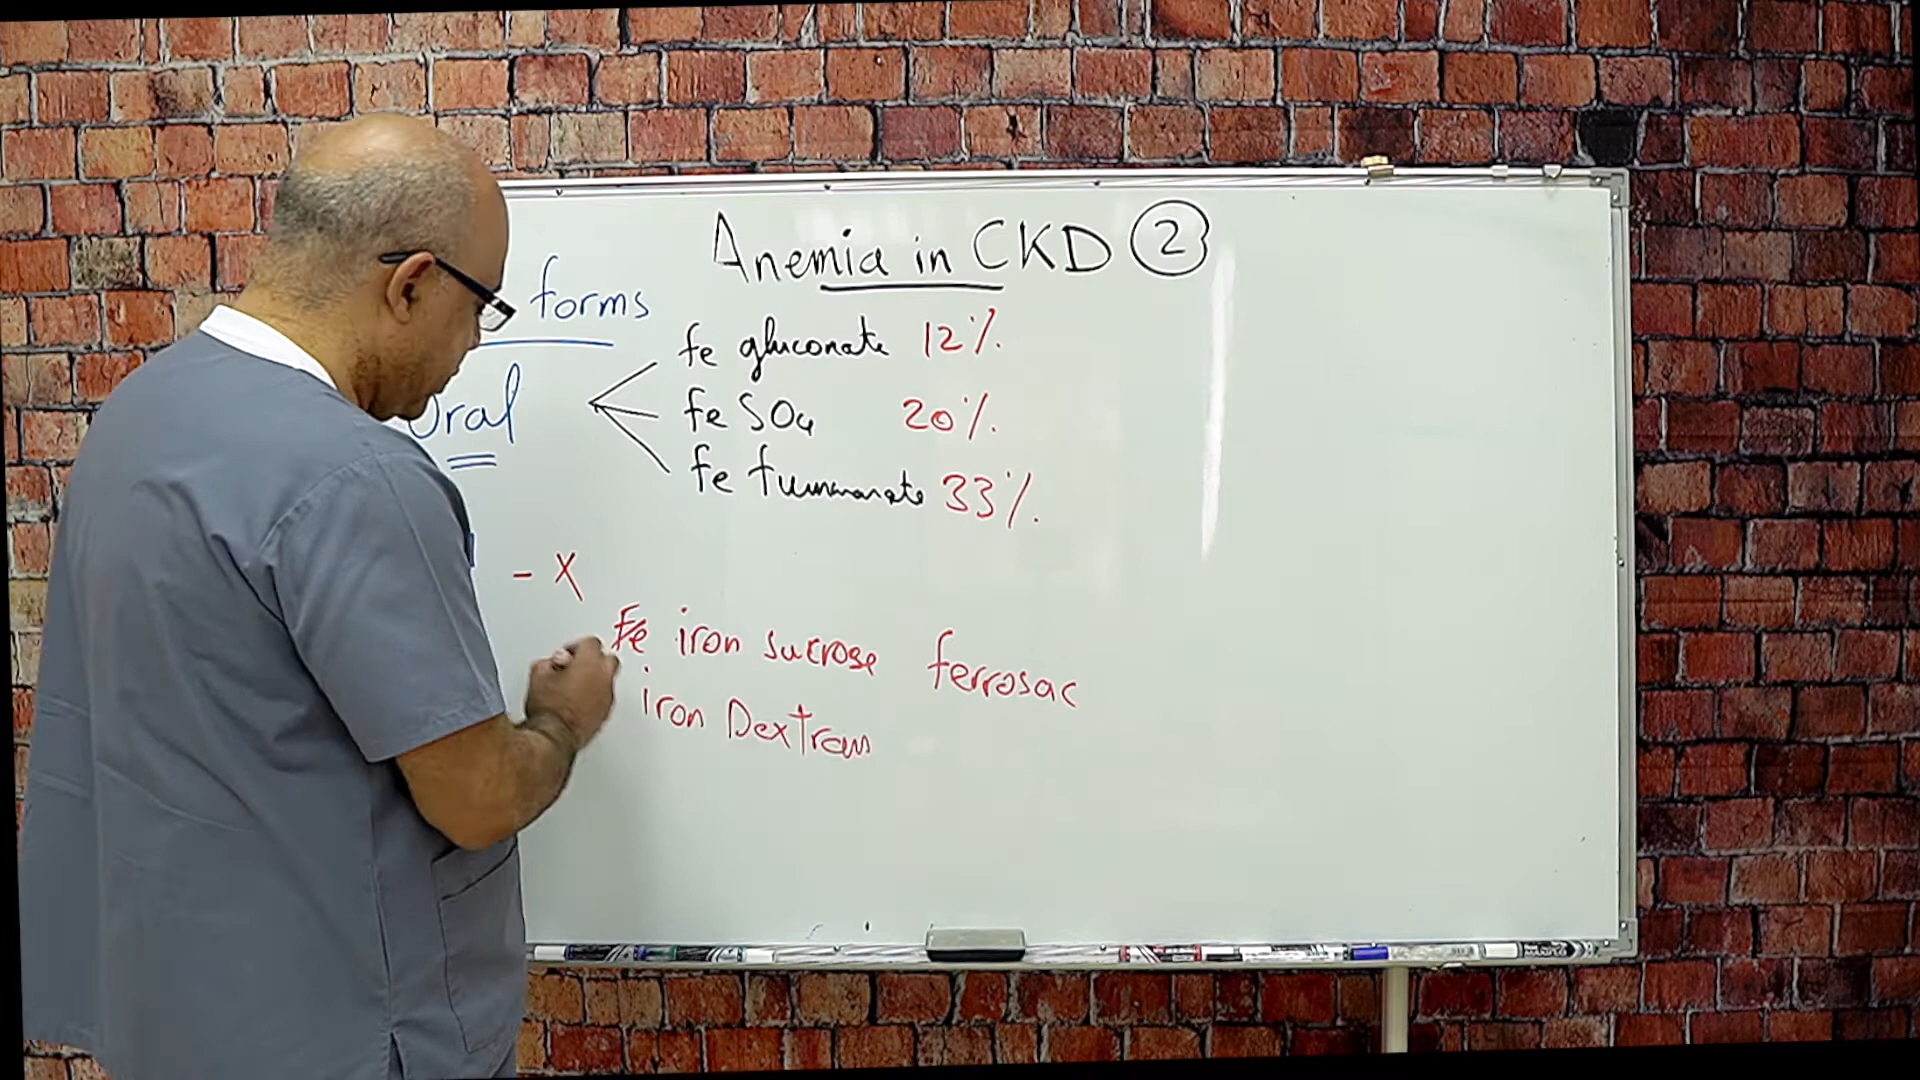 Anemia in CKD 2
forms
Oral
fe gluconate 12%.
fe SO4 20%.
fe fummarate 33%.
- X
Fe iron sucrose ferrosac
iron Dextran